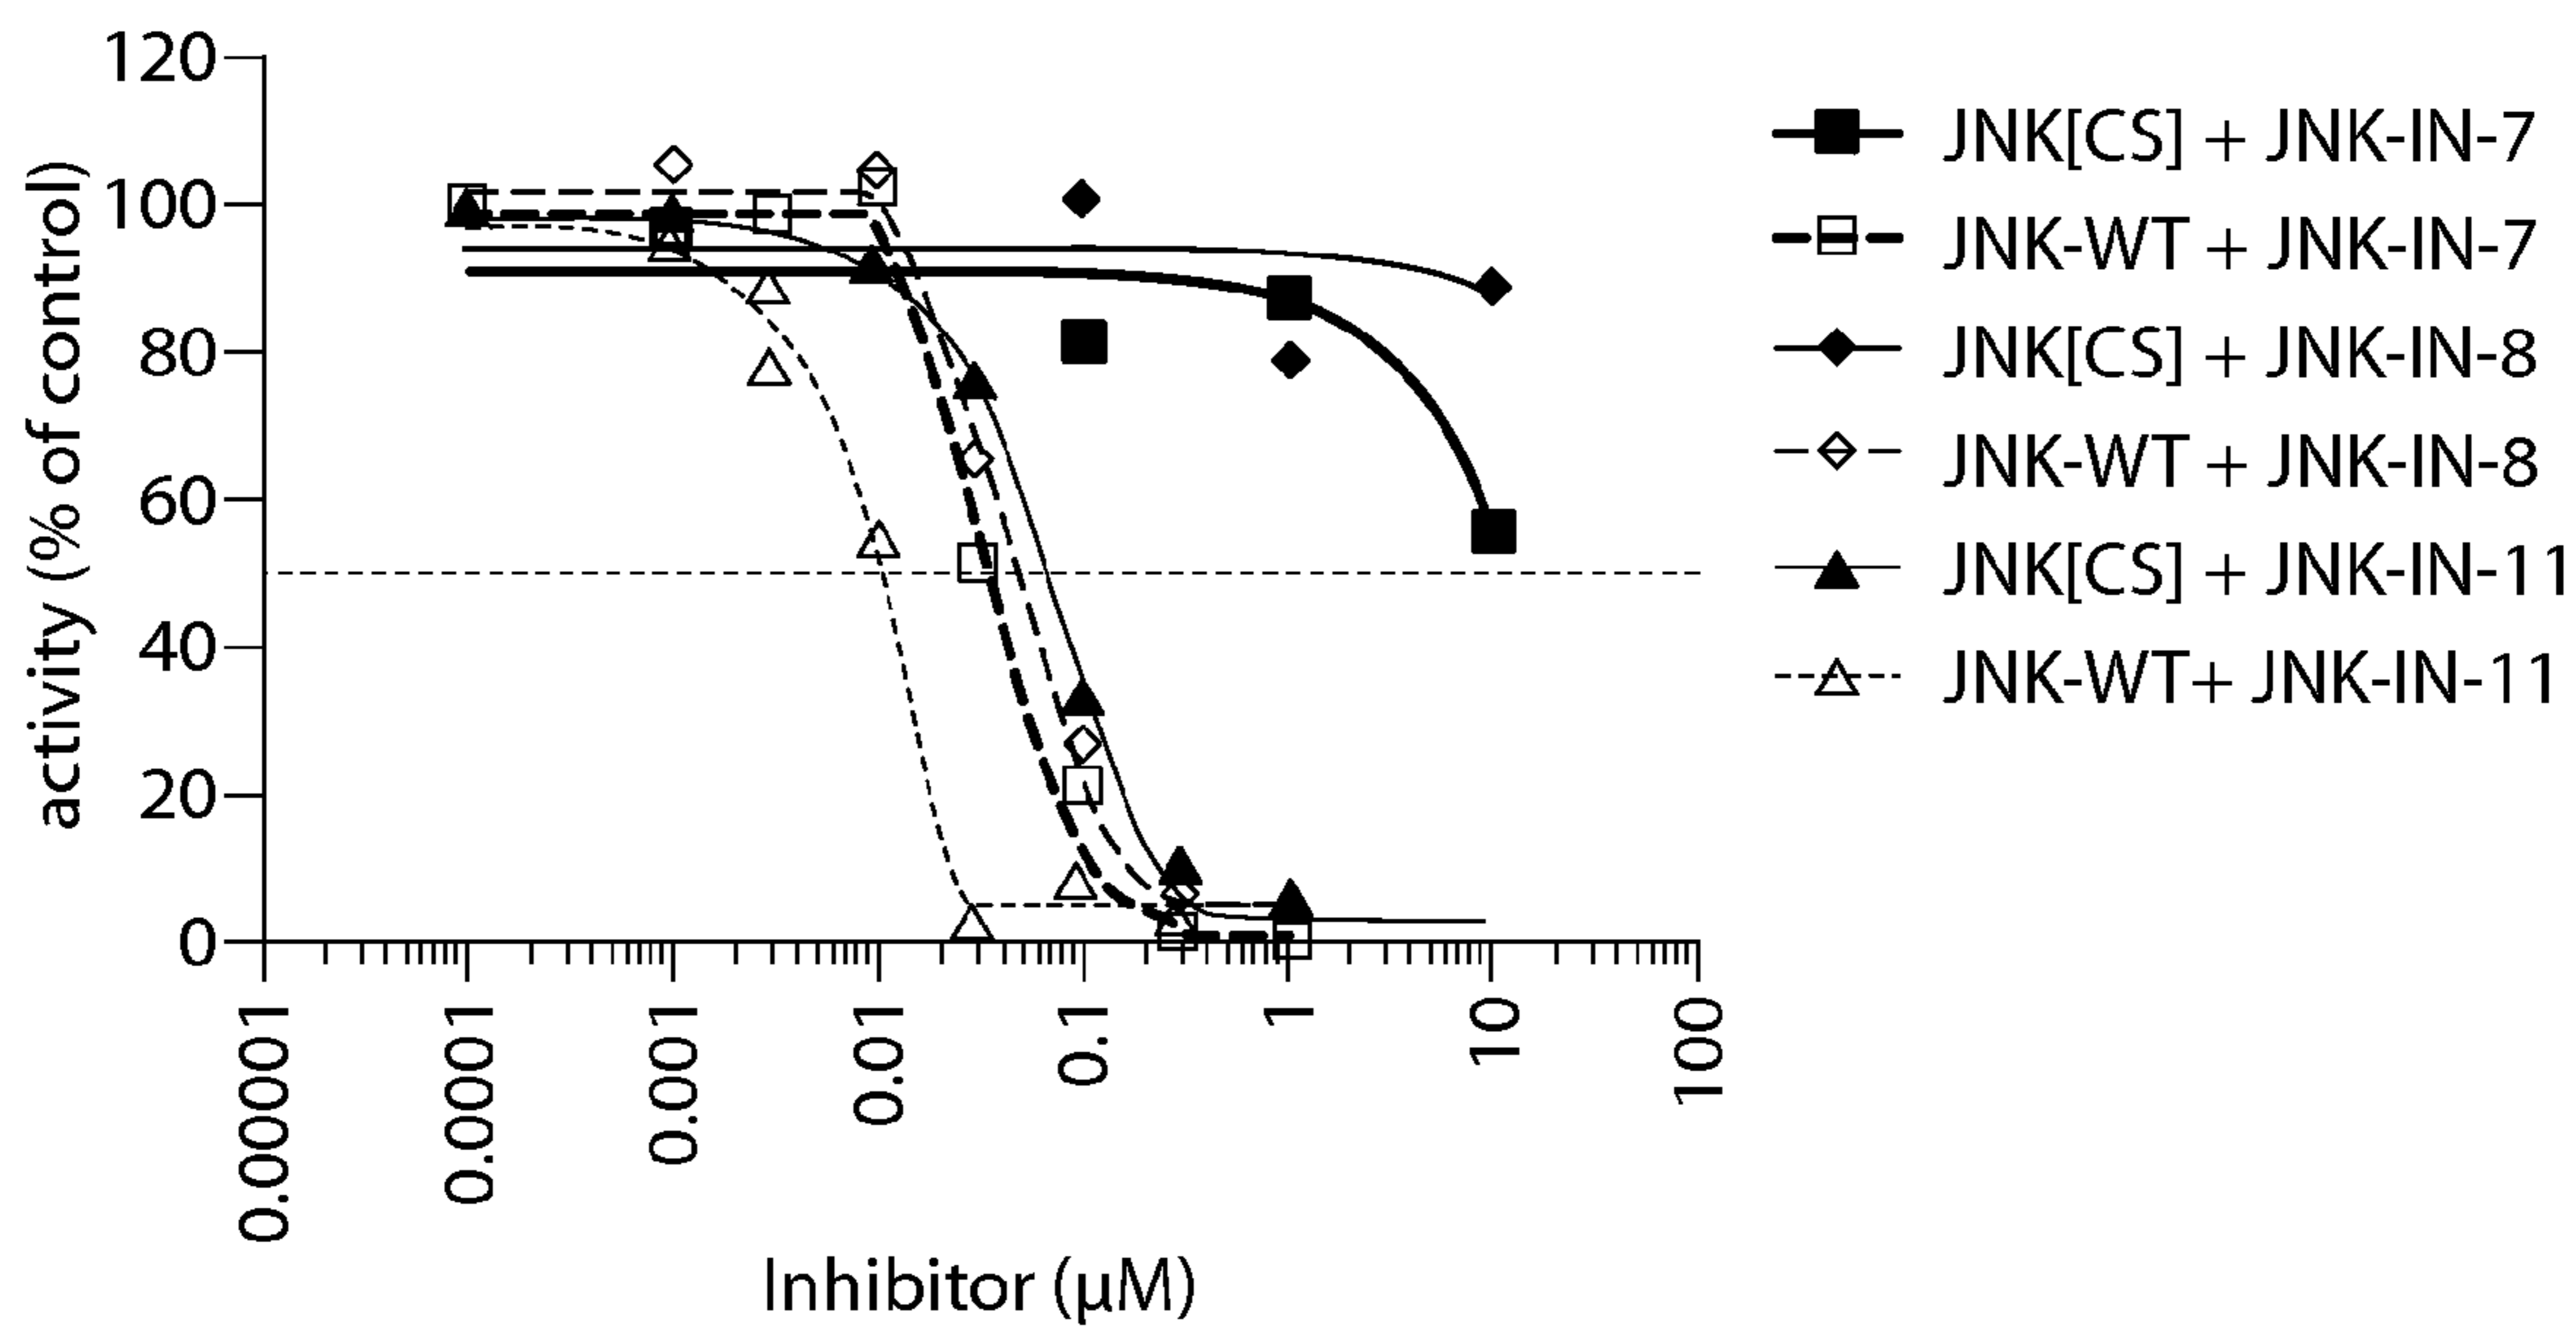 120
100
80
60
40
20
0
activity (% of control)
0.00001
0.0001
0.001
0.01
0.1
1
10
100
Inhibitor (μM)
JNK[CS] + JNK-IN-7
JNK-WT + JNK-IN-7
JNK[CS] + JNK-IN-8
JNK-WT + JNK-IN-8
JNK[CS] + JNK-IN-11
JNK-WT+ JNK-IN-11